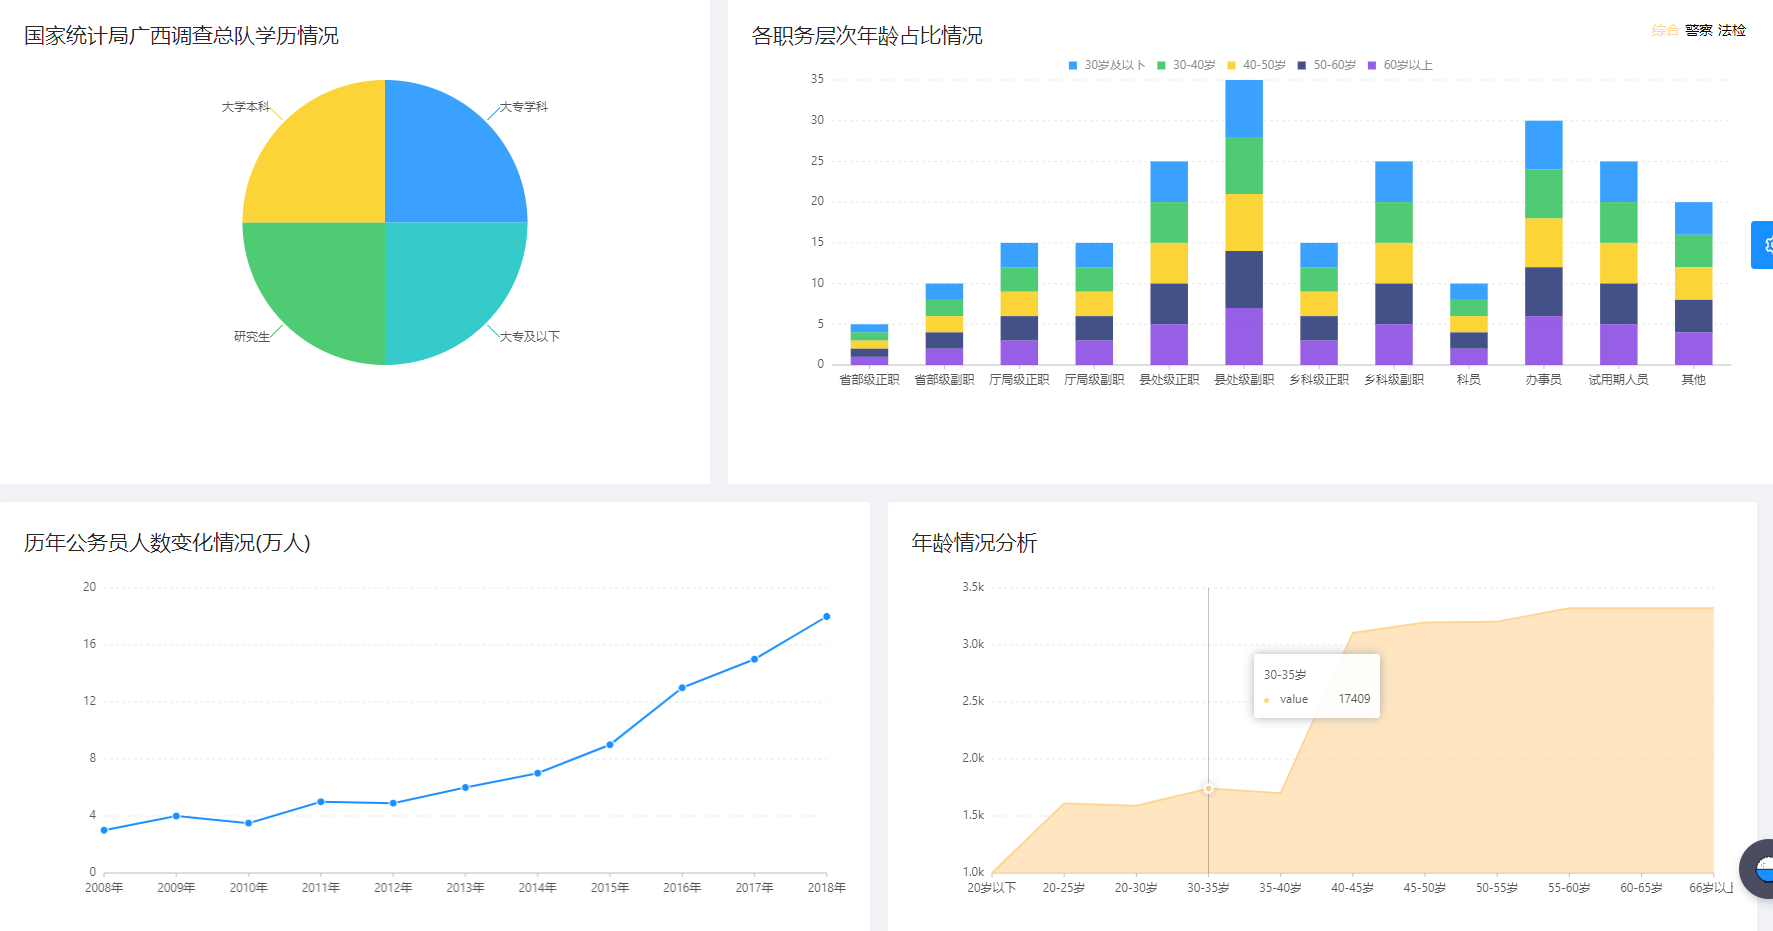 国家统计局广西调查总队学历情况
大学本科
大专学科
研究生
大专及以下
各职务层次年龄占比情况
综合 警察 法检
30岁及以下 30-40岁 40-50岁 50-60岁 60岁以上
35
30
25
20
15
10
5
0
省部级正职 省部级副职 厅局级正职 厅局级副职 县处级正职 县处级副职 乡科级正职 乡科级副职 科员 办事员 试用期人员 其他
历年公务员人数变化情况(万人)
20
16
12
8
4
0
2008年 2009年 2010年 2011年 2012年 2013年 2014年 2015年 2016年 2017年 2018年
年龄情况分析
3.5k
3.0k
2.5k
2.0k
1.5k
1.0k
30-35岁
value 17409
20岁以下 20-25岁 20-30岁 30-35岁 35-40岁 40-45岁 45-50岁 50-55岁 55-60岁 60-65岁 66岁以上